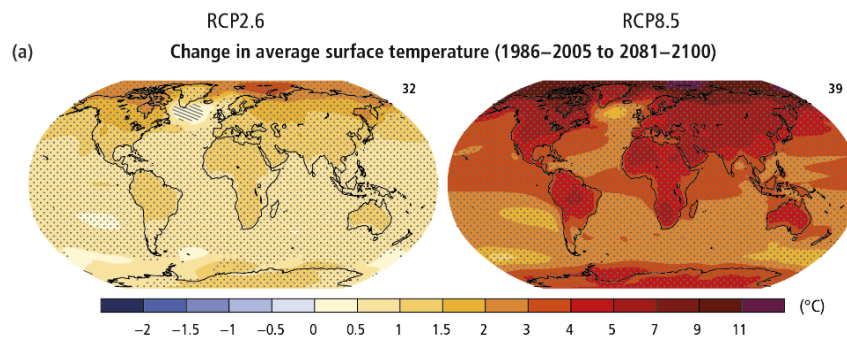 RCP2.6 RCP8.5
(a) Change in average surface temperature (1986–2005 to 2081–2100)
32 39
(°C)
−2 −1.5 −1 −0.5 0 0.5 1 1.5 2 3 4 5 7 9 11